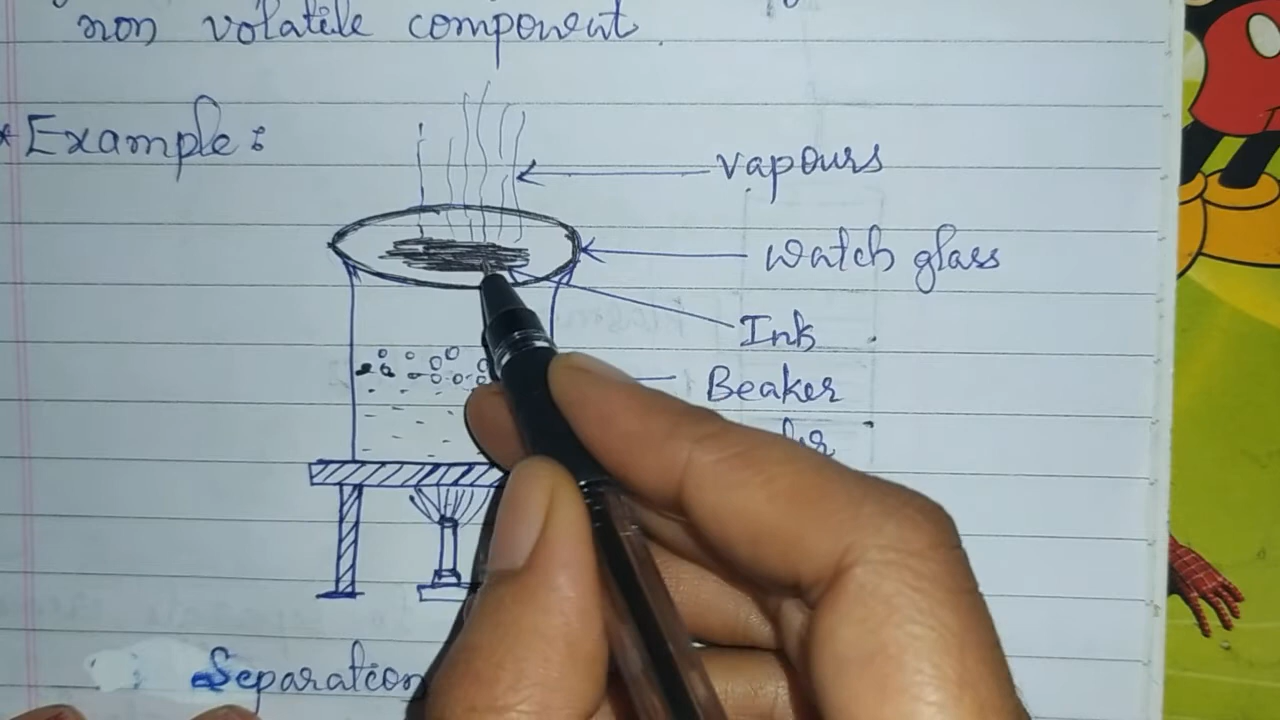 non volatile component.
* Example:
vapours
watch glass
Ink
Beaker
Separation